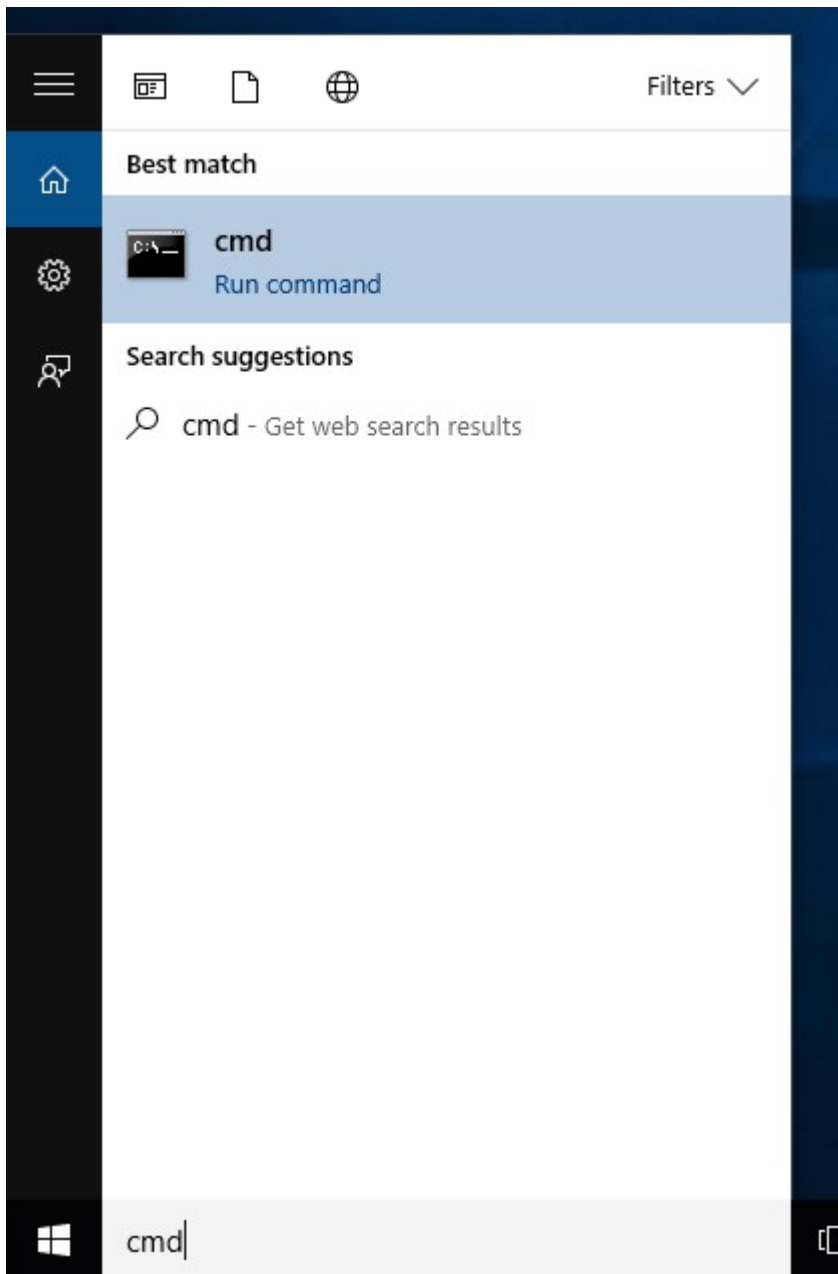 Filters
Best match
C:\_
cmd
Run command
Search suggestions
cmd - Get web search results
cmd